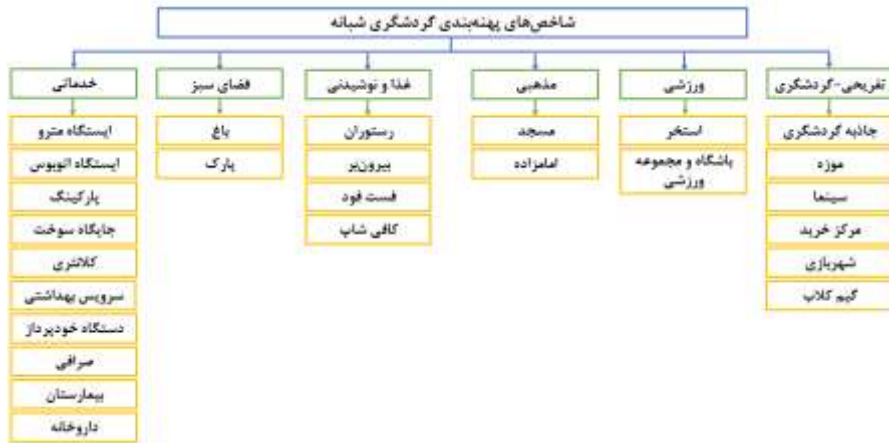 شاخص‌های پهنه‌بندی گردشگری شبانه
تفریحی-گردشگری
جاذبه گردشگری
موزه
سینما
مرکز خرید
شهربازی
گیم کلاب
ورزشی
استخر
باشگاه و مجموعه
ورزشی
مذهبی
مسجد
امامزاده
غذا و نوشیدنی
رستوران
بیرون‌بر
فست فود
کافی شاپ
فضای سبز
باغ
پارک
خدماتی
ایستگاه مترو
ایستگاه اتوبوس
پارکینگ
جایگاه سوخت
کلانتری
سرویس بهداشتی
دستگاه خودپرداز
صرافی
بیمارستان
داروخانه